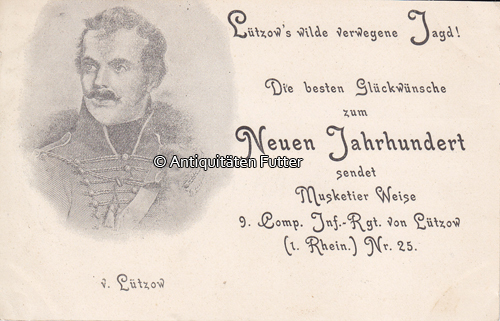 Lützow's wilde verwegene Jagd!
Die besten Glückwünsche
zum
Neuen Jahrhundert
sendet
Musketier Weise
9. Comp. Inf.-Rgt. von Lützow
(1. Rhein.) Nr. 25.
v. Lützow
© Antiquitäten Futter